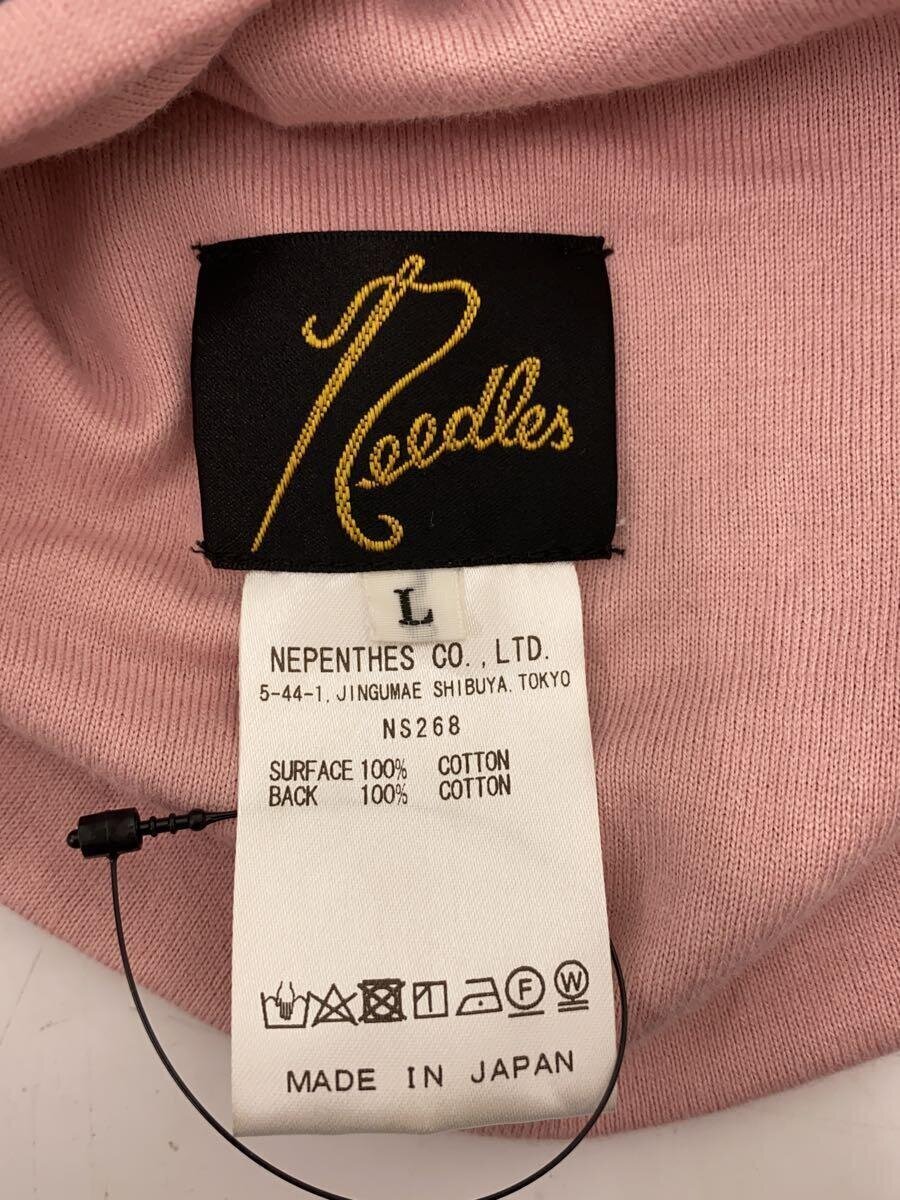 Needles
L
NEPENTHES CO., LTD.
5-44-1, JINGUMAE SHIBUYA. TOKYO
NS268
SURFACE 100% COTTON
BACK 100% COTTON
F W
MADE IN JAPAN